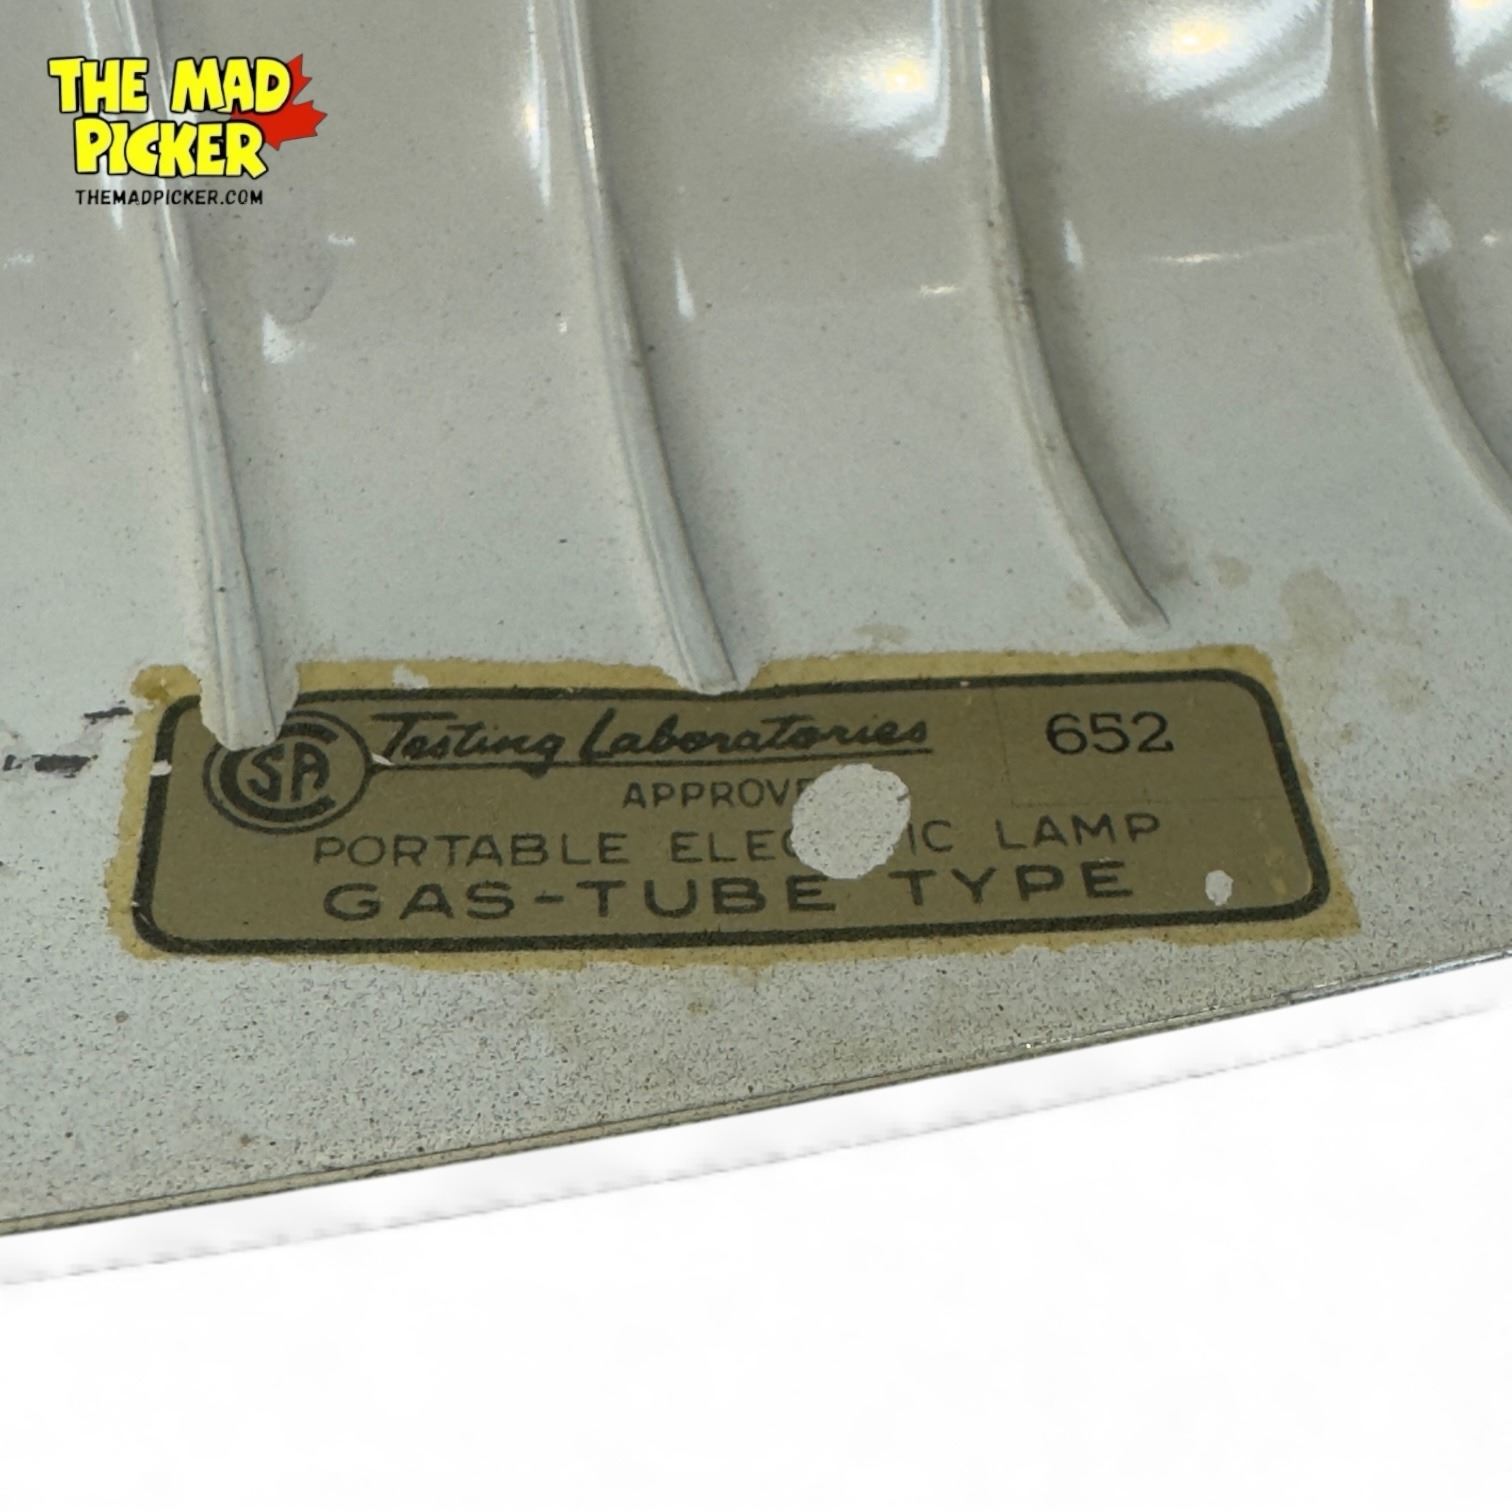 THE MAD
PICKER
THEMADPICKER.COM
CSA Testing Laboratories 652
PORTABLE LAMP
GAS-TUBE TYPE